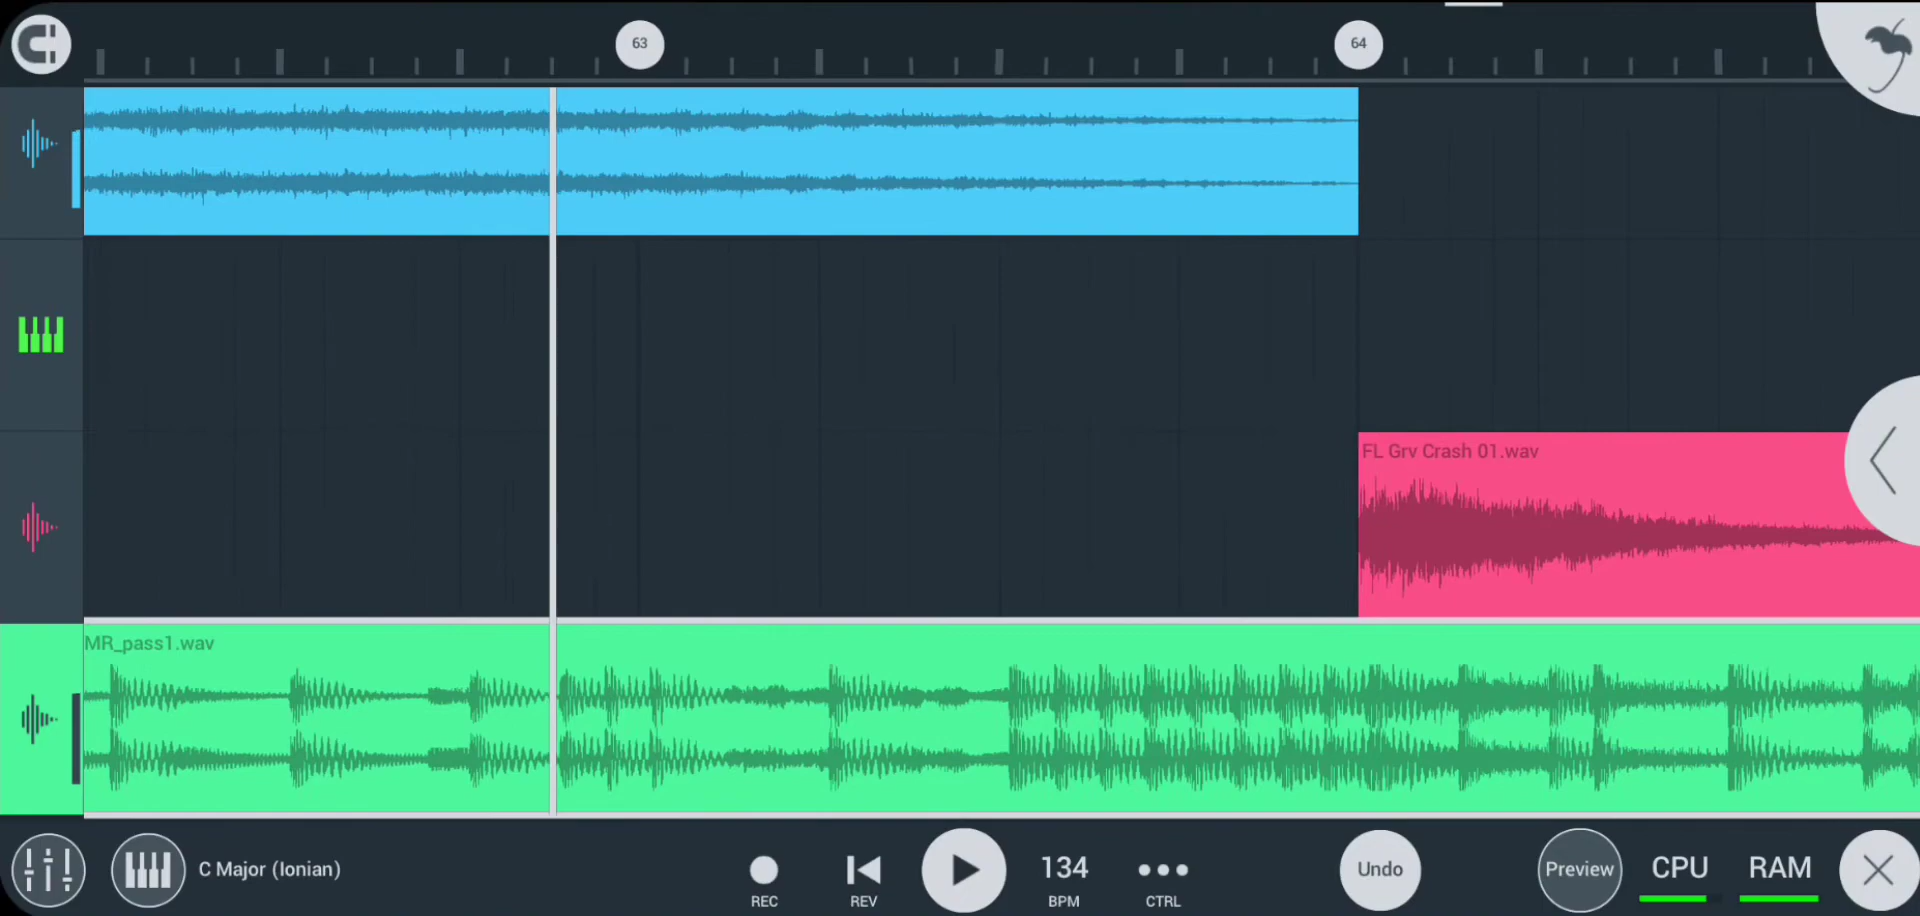 63
64
FL Grv Crash 01.wav
MR_pass1.wav
C Major (Ionian)
REC
REV
134
BPM
CTRL
Undo
Preview
CPU
RAM